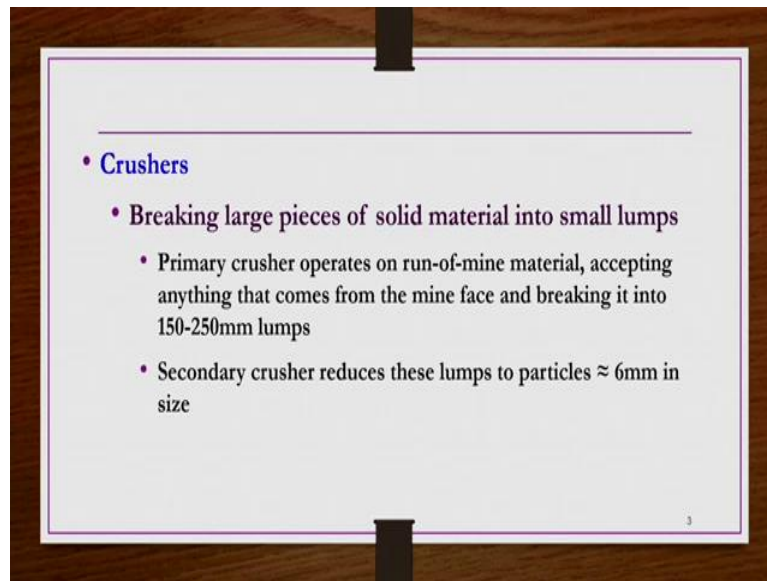 • Crushers
• Breaking large pieces of solid material into small lumps
• Primary crusher operates on run-of-mine material, accepting
anything that comes from the mine face and breaking it into
150-250mm lumps
• Secondary crusher reduces these lumps to particles ≈ 6mm in
size
3